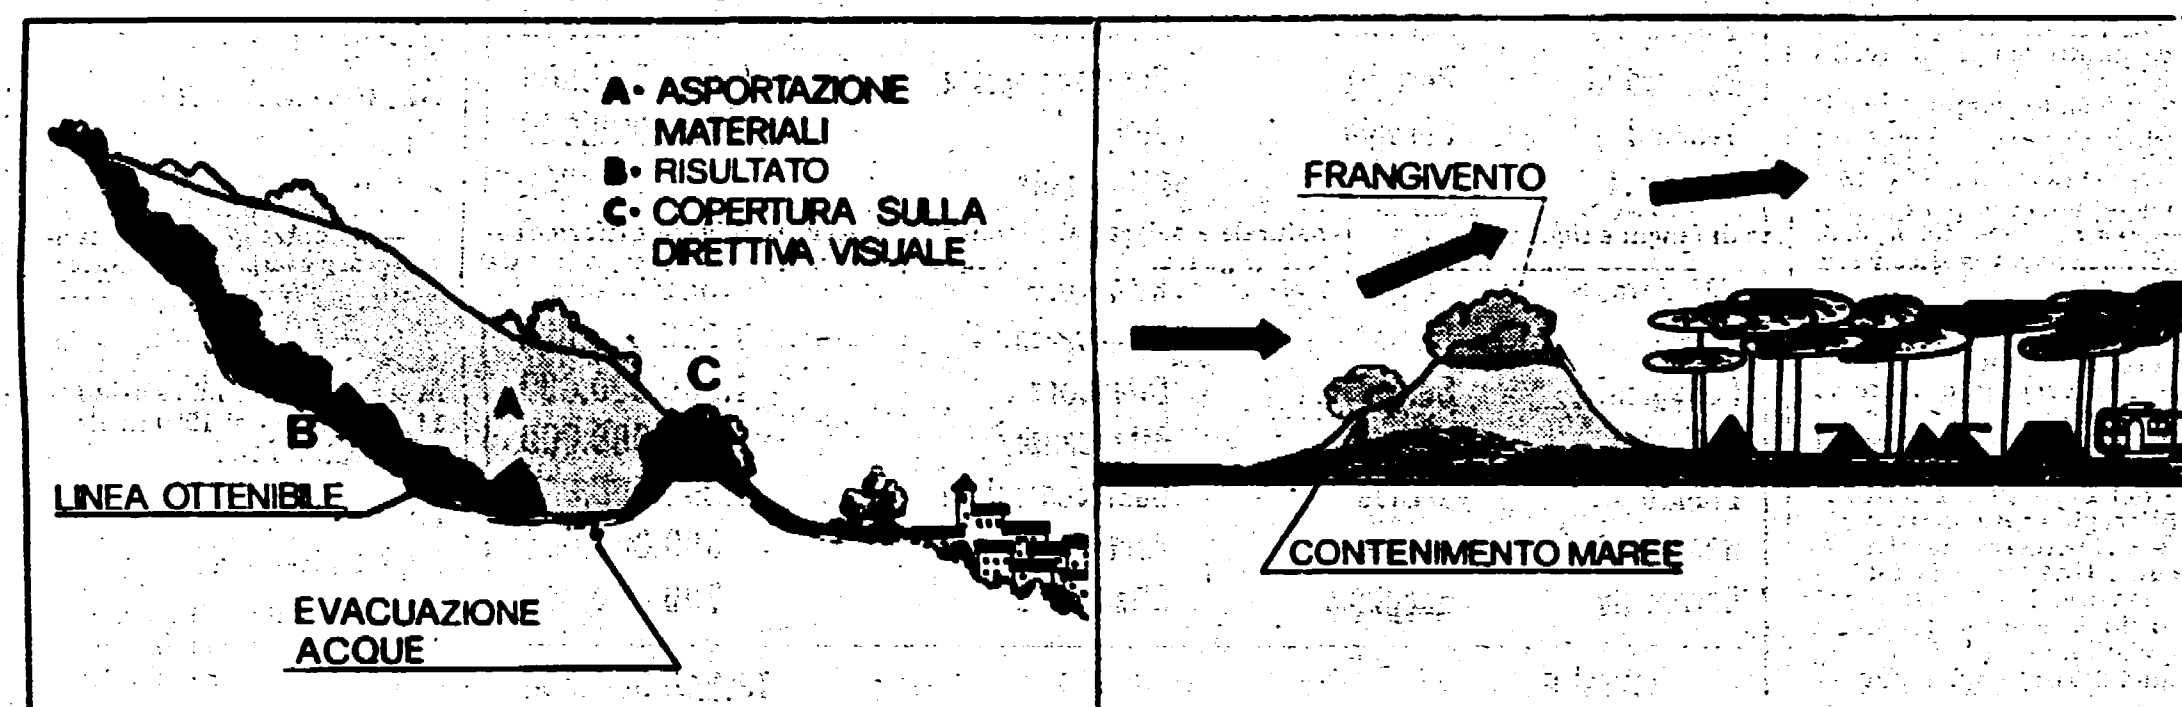 A• ASPORTAZIONE
MATERIALI
B• RISULTATO
C• COPERTURA SULLA
DIRETTIVA VISUALE
C
A
B
LINEA OTTENIBILE
EVACUAZIONE
ACQUE
FRANGIVENTO
CONTENIMENTO MAREE